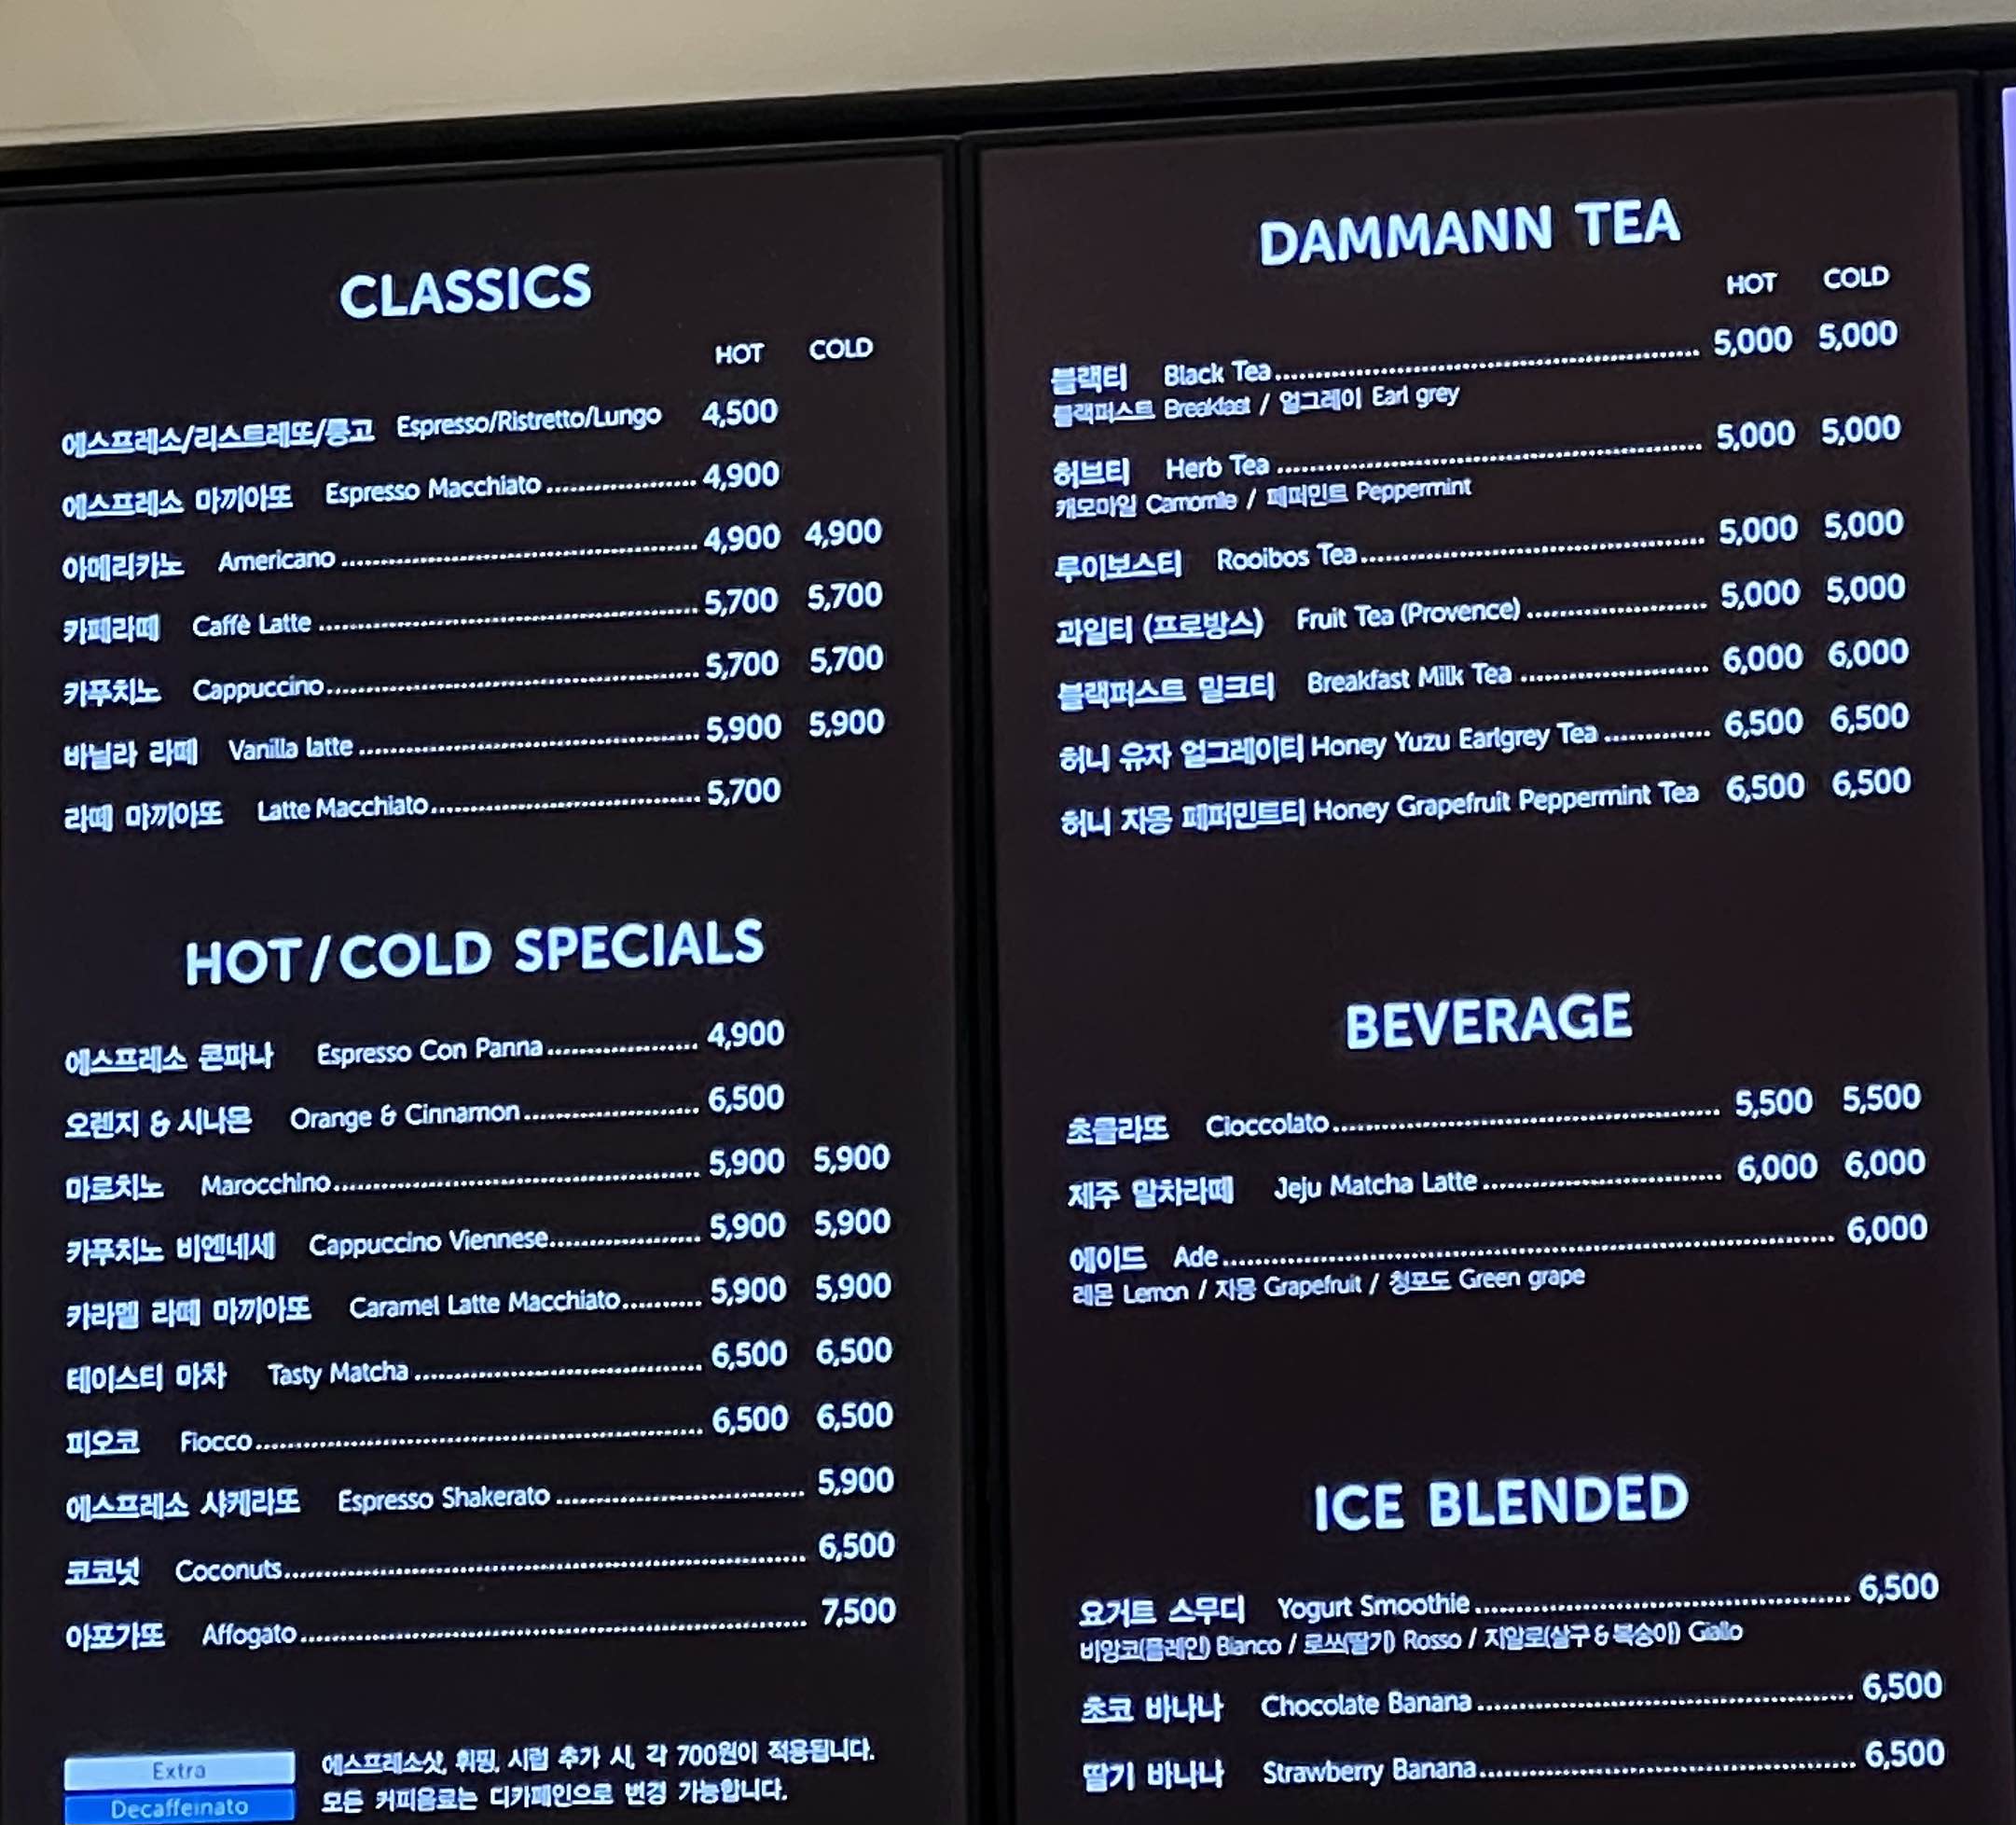 CLASSICS
HOT COLD
에스프레소/리스트레또/룽고 Espresso/Ristretto/Lungo 4,500
에스프레소 마끼아또 Espresso Macchiato 4,900
아메리카노 Americano 4,900 4,900
카페라떼 Caffè Latte 5,700 5,700
카푸치노 Cappuccino 5,700 5,700
바닐라 라떼 Vanilla latte 5,900 5,900
라떼 마끼아또 Latte Macchiato 5,700
HOT/COLD SPECIALS
에스프레소 콘파나 Espresso Con Panna 4,900
오렌지 & 시나몬 Orange & Cinnamon 6,500
마로치노 Marocchino 5,900 5,900
카푸치노 비엔네세 Cappuccino Viennese 5,900 5,900
카라멜 라떼 마끼아또 Caramel Latte Macchiato 5,900 5,900
테이스티 마차 Tasty Matcha 6,500 6,500
피오코 Fiocco 6,500 6,500
에스프레소 샤케라또 Espresso Shakerato 5,900
코코넛 Coconuts 6,500
아포가또 Affogato 7,500
Extra 에스프레소샷, 휘핑, 시럽 추가 시, 각 700원이 적용됩니다.
Decaffeinato 모든 커피음료는 디카페인으로 변경 가능합니다.
DAMMANN TEA
HOT COLD
블랙티 Black Tea 5,000 5,000
블랙퍼스트 Breakfast / 얼그레이 Earl grey
허브티 Herb Tea 5,000 5,000
캐모마일 Camomile / 페퍼민트 Peppermint
루이보스티 Rooibos Tea 5,000 5,000
과일티 (프로방스) Fruit Tea (Provence) 5,000 5,000
블랙퍼스트 밀크티 Breakfast Milk Tea 6,000 6,000
허니 유자 얼그레이티 Honey Yuzu Earlgrey Tea 6,500 6,500
허니 자몽 페퍼민트티 Honey Grapefruit Peppermint Tea 6,500 6,500
BEVERAGE
초콜라또 Cioccolato 5,500 5,500
제주 말차라떼 Jeju Matcha Latte 6,000 6,000
에이드 Ade 6,000
레몬 Lemon / 자몽 Grapefruit / 청포도 Green grape
ICE BLENDED
요거트 스무디 Yogurt Smoothie 6,500
비앙코(플레인) Bianco / 로쏘(딸기) Rosso / 지알로(살구 & 복숭아) Giallo
초코 바나나 Chocolate Banana 6,500
딸기 바나나 Strawberry Banana 6,500